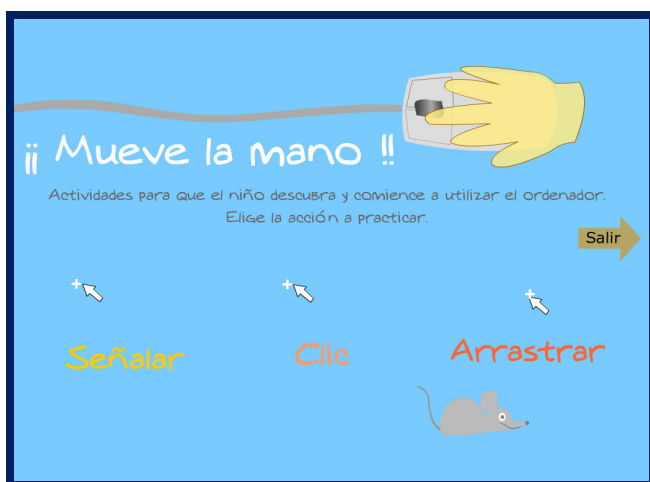 ¡¡ Mueve la mano !!
Actividades para que el niño descubra y comience a utilizar el ordenador.
Elige la acción a practicar.
Salir
Señalar
Clic
Arrastrar